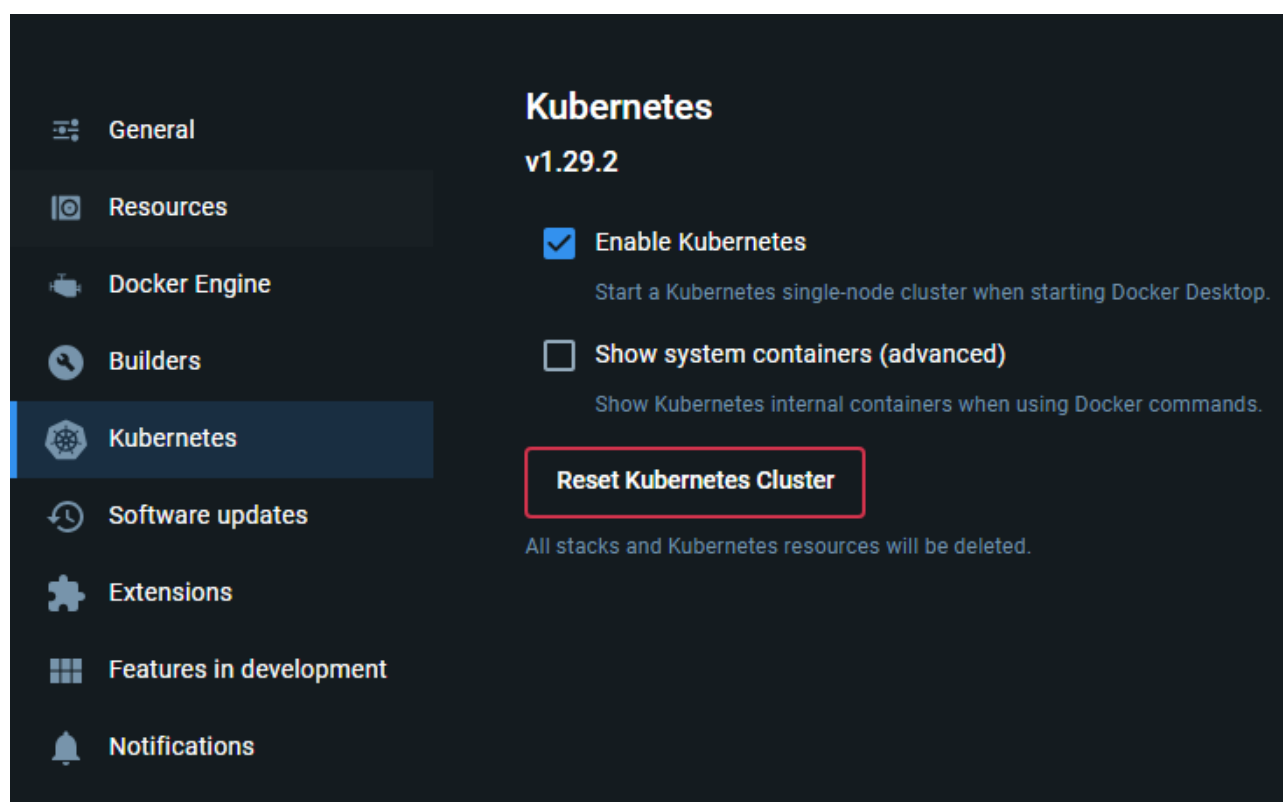 General
Resources
Docker Engine
Builders
Kubernetes
Software updates
Extensions
Features in development
Notifications
Kubernetes
v1.29.2
Enable Kubernetes
Start a Kubernetes single-node cluster when starting Docker Desktop.
Show system containers (advanced)
Show Kubernetes internal containers when using Docker commands.
Reset Kubernetes Cluster
All stacks and Kubernetes resources will be deleted.